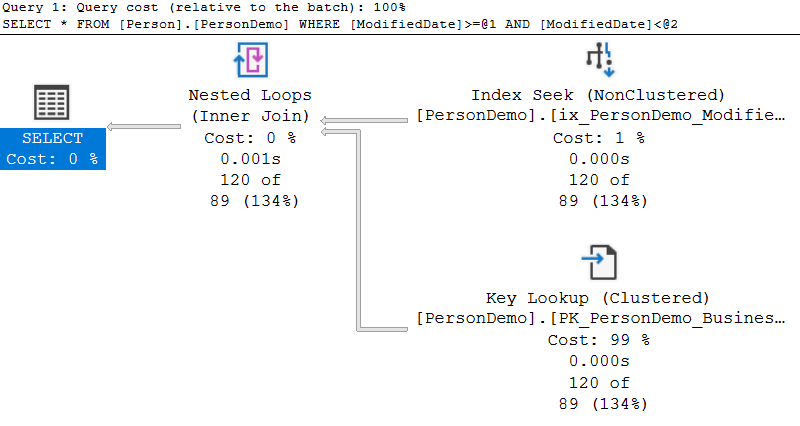 Query 1: Query cost (relative to the batch): 100%
SELECT * FROM [Person].[PersonDemo] WHERE [ModifiedDate]>=@1 AND [ModifiedDate]<@2
SELECT
Cost: 0 %
Nested Loops
(Inner Join)
Cost: 0 %
0.001s
120 of
89 (134%)
Index Seek (NonClustered)
[PersonDemo].[ix_PersonDemo_Modifie…
Cost: 1 %
0.000s
120 of
89 (134%)
Key Lookup (Clustered)
[PersonDemo].[PK_PersonDemo_Busines…
Cost: 99 %
0.000s
120 of
89 (134%)